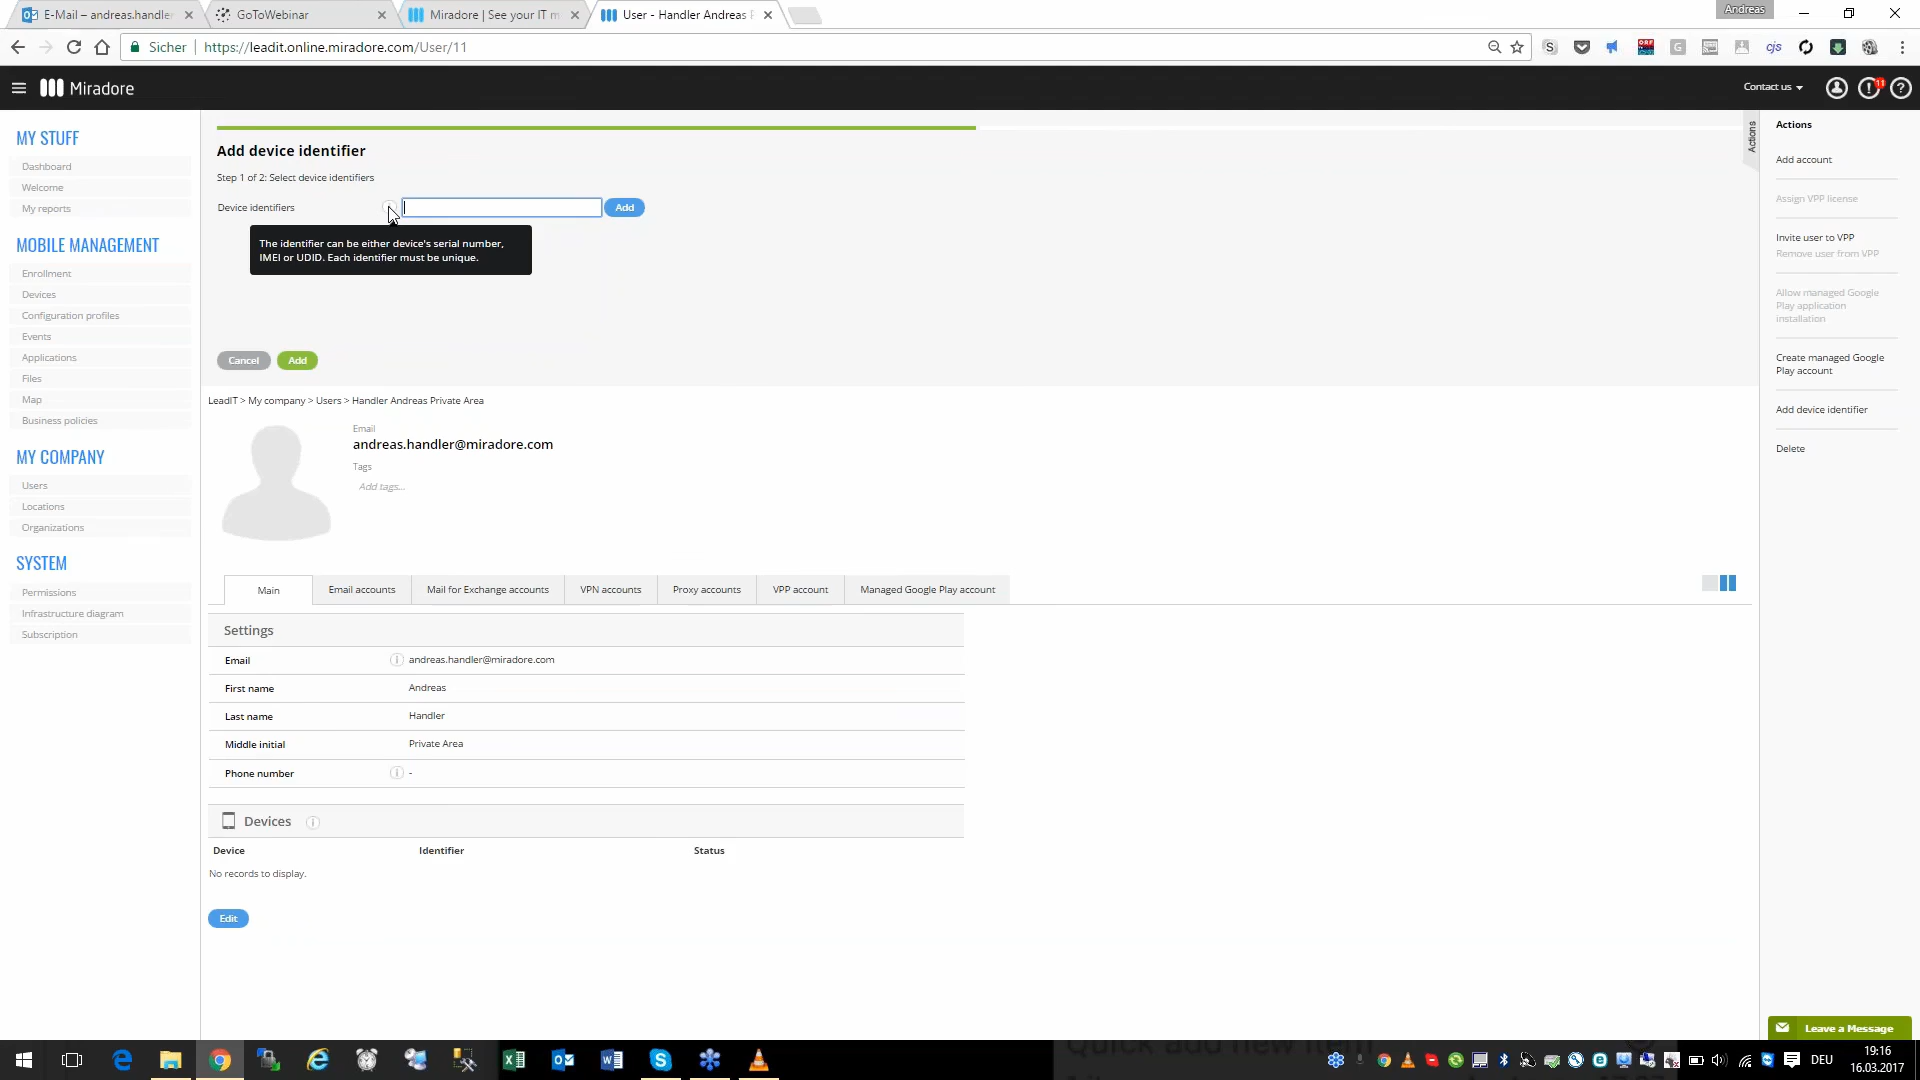 E-Mail – andreas.handler
GoToWebinar
Miradore | See your IT m
User - Handler Andreas P
Andreas
Sicher
https://leadit.online.miradore.com/User/11
Miradore
Contact us
11
MY STUFF
Dashboard
Welcome
My reports
MOBILE MANAGEMENT
Enrollment
Devices
Configuration profiles
Events
Applications
Files
Map
Business policies
MY COMPANY
Users
Locations
Organizations
SYSTEM
Permissions
Infrastructure diagram
Subscription
Add device identifier
Step 1 of 2: Select device identifiers
Device identifiers
Add
The identifier can be either device's serial number,
IMEI or UDID. Each identifier must be unique.
Cancel
Add
LeadIT > My company > Users > Handler Andreas Private Area
Email
andreas.handler@miradore.com
Tags
Add tags...
Main
Email accounts
Mail for Exchange accounts
VPN accounts
Proxy accounts
VPP account
Managed Google Play account
Settings
Email
andreas.handler@miradore.com
First name
Andreas
Last name
Handler
Middle initial
Private Area
Phone number
-
Devices
Device
Identifier
Status
No records to display.
Edit
Actions
Actions
Add account
Assign VPP license
Invite user to VPP
Remove user from VPP
Allow managed Google
Play application
installation
Create managed Google
Play account
Add device identifier
Delete
Leave a Message
Quick add new item
DEU
19:16
16.03.2017